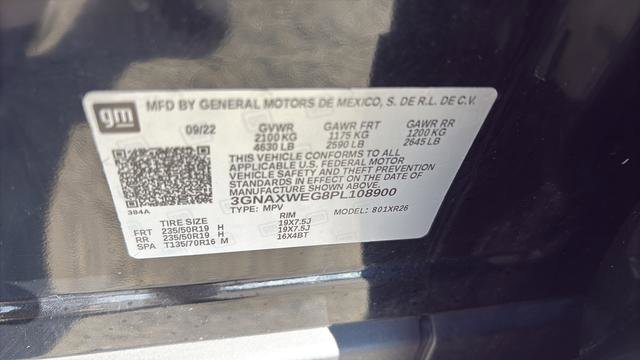 gm MFD BY GENERAL MOTORS DE MEXICO, S. DE R.L. DE C.V.
09/22 GVWR GAWR FRT GAWR RR
2100 KG 1175 KG 1200 KG
4630 LB 2590 LB 2645 LB
THIS VEHICLE CONFORMS TO ALL
APPLICABLE U.S. FEDERAL MOTOR
VEHICLE SAFETY AND THEFT PREVENTION
STANDARDS IN EFFECT ON THE DATE OF
MANUFACTURE SHOWN ABOVE.
3GNAXWEG8PL108900
384A TYPE: MPV MODEL: 801XR26
TIRE SIZE RIM
FRT 235/50R19 H 19X7.5J
RR 235/50R19 H 19X7.5J
SPA T135/70R16 M 16X4BT